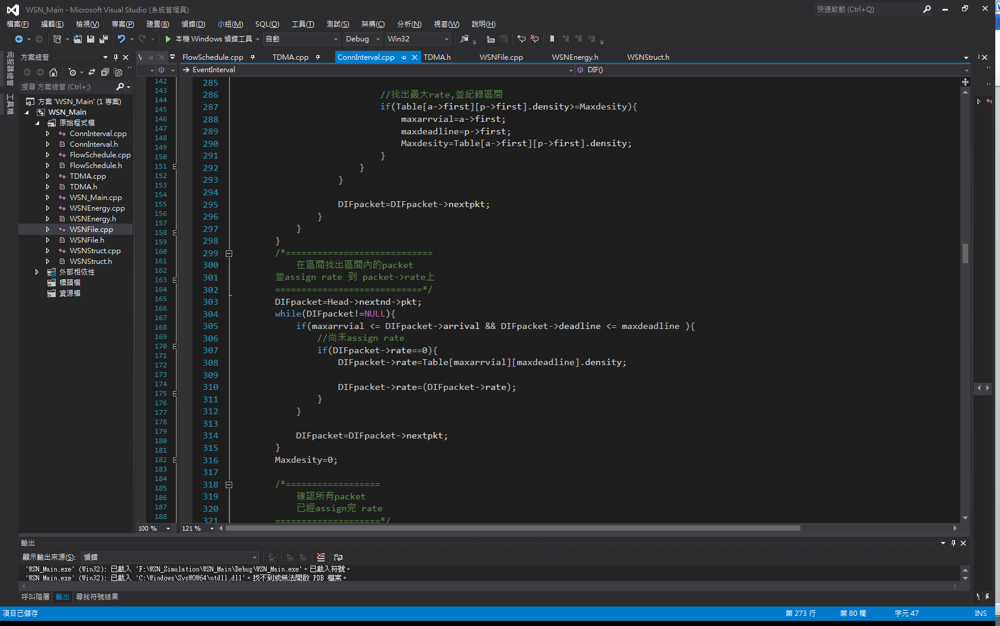 WSN_Main - Microsoft Visual Studio (系統管理員)
快速啟動 (Ctrl+Q)
檔案(F) 編輯(E) 檢視(V) 專案(P) 建置(B) 偵錯(D) 小組(M) SQL(Q) 工具(T) 測試(S) 架構(C) 分析(N) 視窗(W) 說明(H)
本機 Windows 偵錯工具 自動 Debug Win32
伺服器總管
工具箱
方案總管
搜尋 方案總管 (Ctrl+;)
方案 'WSN_Main' (1 專案)
WSN_Main
原始程式檔
ConnInterval.cpp
ConnInterval.h
FlowSchedule.cpp
FlowSchedule.h
TDMA.cpp
TDMA.h
WSN_Main.cpp
WSNEnergy.cpp
WSNEnergy.h
WSNFile.cpp
WSNFile.h
WSNStruct.cpp
WSNStruct.h
外部相依性
標頭檔
資源檔
142
143
144
145
146
147
148
149
150
151
152
153
154
155
156
157
158
159
160
161
162
163
164
165
166
167
168
169
170
171
172
173
174
175
176
177
178
179
180
181
182
183
184
185
186
187
188
100 %
FlowSchedule.cpp TDMA.cpp ConnInterval.cpp TDMA.h WSNFile.cpp WSNEnergy.h WSNStruct.h
EventInterval DIF()
285
286 //找出最大rate,並紀錄區間
287 if(Table[a->first][p->first].density>=Maxdesity){
288 maxarrvial=a->first;
289 maxdeadline=p->first;
290 Maxdesity=Table[a->first][p->first].density;
291 }
292 }
293 }
294
295 DIFpacket=DIFpacket->nextpkt;
296 }
297 }
298 }
299 /*============================
300 在區間找出區間內的packet
301 並assign rate 到 packet->rate上
302 ============================*/
303 DIFpacket=Head->nextnd->pkt;
304 while(DIFpacket!=NULL){
305 if(maxarrvial <= DIFpacket->arrival && DIFpacket->deadline <= maxdeadline ){
306 //尚未assign rate
307 if(DIFpacket->rate==0){
308 DIFpacket->rate=Table[maxarrvial][maxdeadline].density;
309
310 DIFpacket->rate=(DIFpacket->rate);
311 }
312 }
313
314 DIFpacket=DIFpacket->nextpkt;
315 }
316 Maxdesity=0;
317
318 /*==================
319 確認所有packet
320 已經assign完 rate
321 ====================*/
121 %
輸出
顯示輸出來源(S): 偵錯
'WSN_Main.exe' (Win32): 已載入 'F:\WSN_Simulation\WSN_Main\Debug\WSN_Main.exe'。已載入符號。
'WSN_Main.exe' (Win32): 已載入 'C:\Windows\SysWOW64\ntdll.dll'。找不到或無法開啟 PDB 檔案。
呼叫階層 輸出 尋找符號結果
項目已儲存 第 273 行 第 80 欄 字元 47 INS